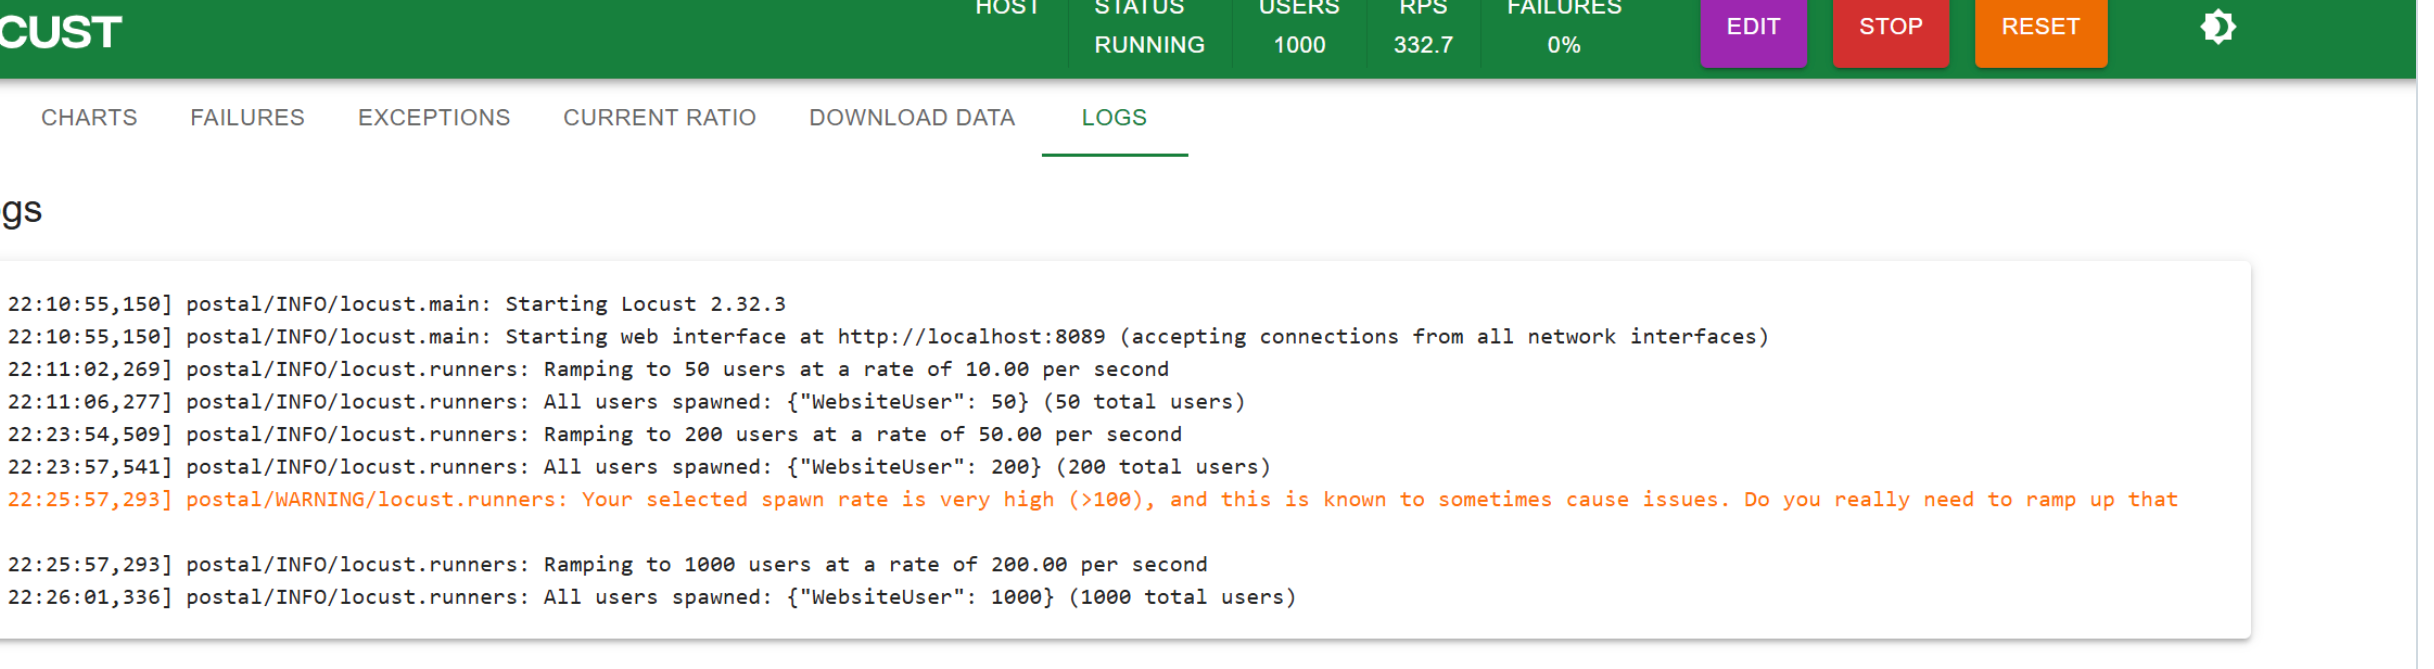 CUST
HOST
STATUS
RUNNING
USERS
1000
RPS
332.7
FAILURES
0%
EDIT
STOP
RESET
CHARTS FAILURES EXCEPTIONS CURRENT RATIO DOWNLOAD DATA LOGS
gs
22:10:55,150] postal/INFO/locust.main: Starting Locust 2.32.3
22:10:55,150] postal/INFO/locust.main: Starting web interface at http://localhost:8089 (accepting connections from all network interfaces)
22:11:02,269] postal/INFO/locust.runners: Ramping to 50 users at a rate of 10.00 per second
22:11:06,277] postal/INFO/locust.runners: All users spawned: {"WebsiteUser": 50} (50 total users)
22:23:54,509] postal/INFO/locust.runners: Ramping to 200 users at a rate of 50.00 per second
22:23:57,541] postal/INFO/locust.runners: All users spawned: {"WebsiteUser": 200} (200 total users)
22:25:57,293] postal/WARNING/locust.runners: Your selected spawn rate is very high (>100), and this is known to sometimes cause issues. Do you really need to ramp up that
22:25:57,293] postal/INFO/locust.runners: Ramping to 1000 users at a rate of 200.00 per second
22:26:01,336] postal/INFO/locust.runners: All users spawned: {"WebsiteUser": 1000} (1000 total users)